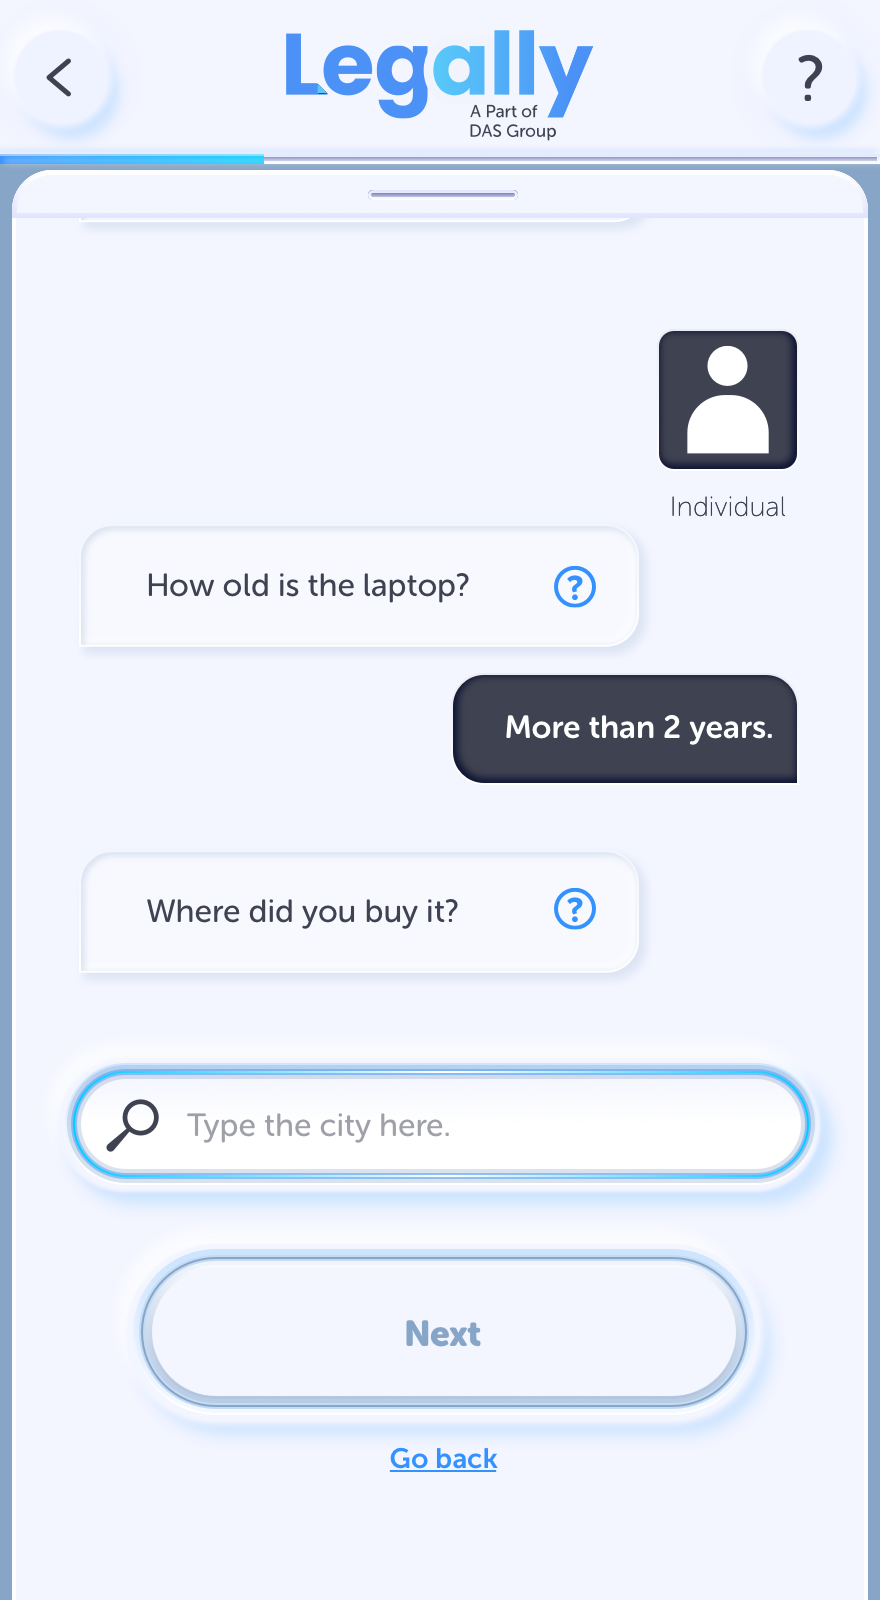 Legally
A Part of
DAS Group
?
Individual
How old is the laptop?
?
More than 2 years.
Where did you buy it?
?
Type the city here.
Next
Go back